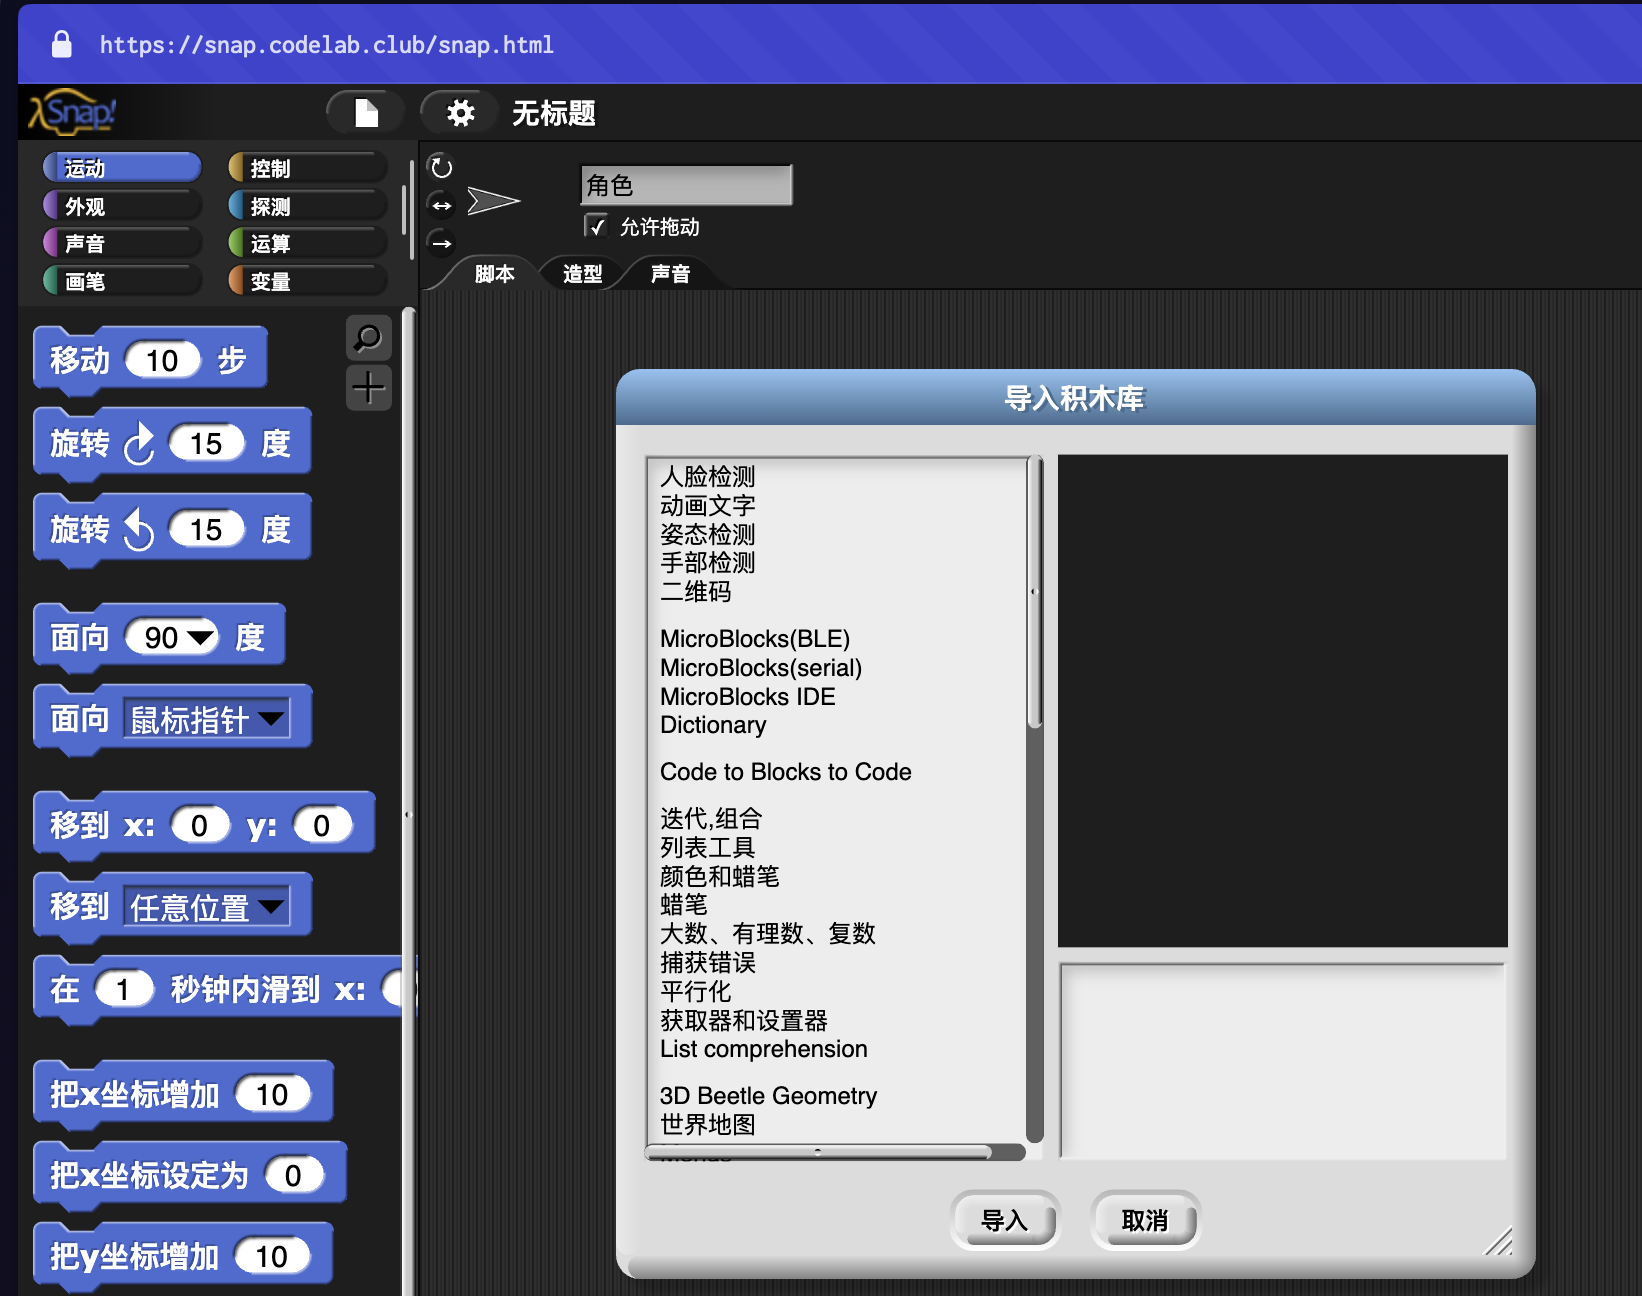 https://snap.codelab.club/snap.html
λSnap!
无标题
运动 控制
外观 探测
声音 运算
画笔 变量
角色
允许拖动
脚本 造型 声音
移动 10 步
旋转 15 度
旋转 15 度
面向 90 度
面向 鼠标指针
移到 x: 0 y: 0
移到 任意位置
在 1 秒钟内滑到 x:
把x坐标增加 10
把x坐标设定为 0
把y坐标增加 10
导入积木库
人脸检测
动画文字
姿态检测
手部检测
二维码
MicroBlocks(BLE)
MicroBlocks(serial)
MicroBlocks IDE
Dictionary
Code to Blocks to Code
迭代,组合
列表工具
颜色和蜡笔
蜡笔
大数、有理数、复数
捕获错误
平行化
获取器和设置器
List comprehension
3D Beetle Geometry
世界地图
导入 取消